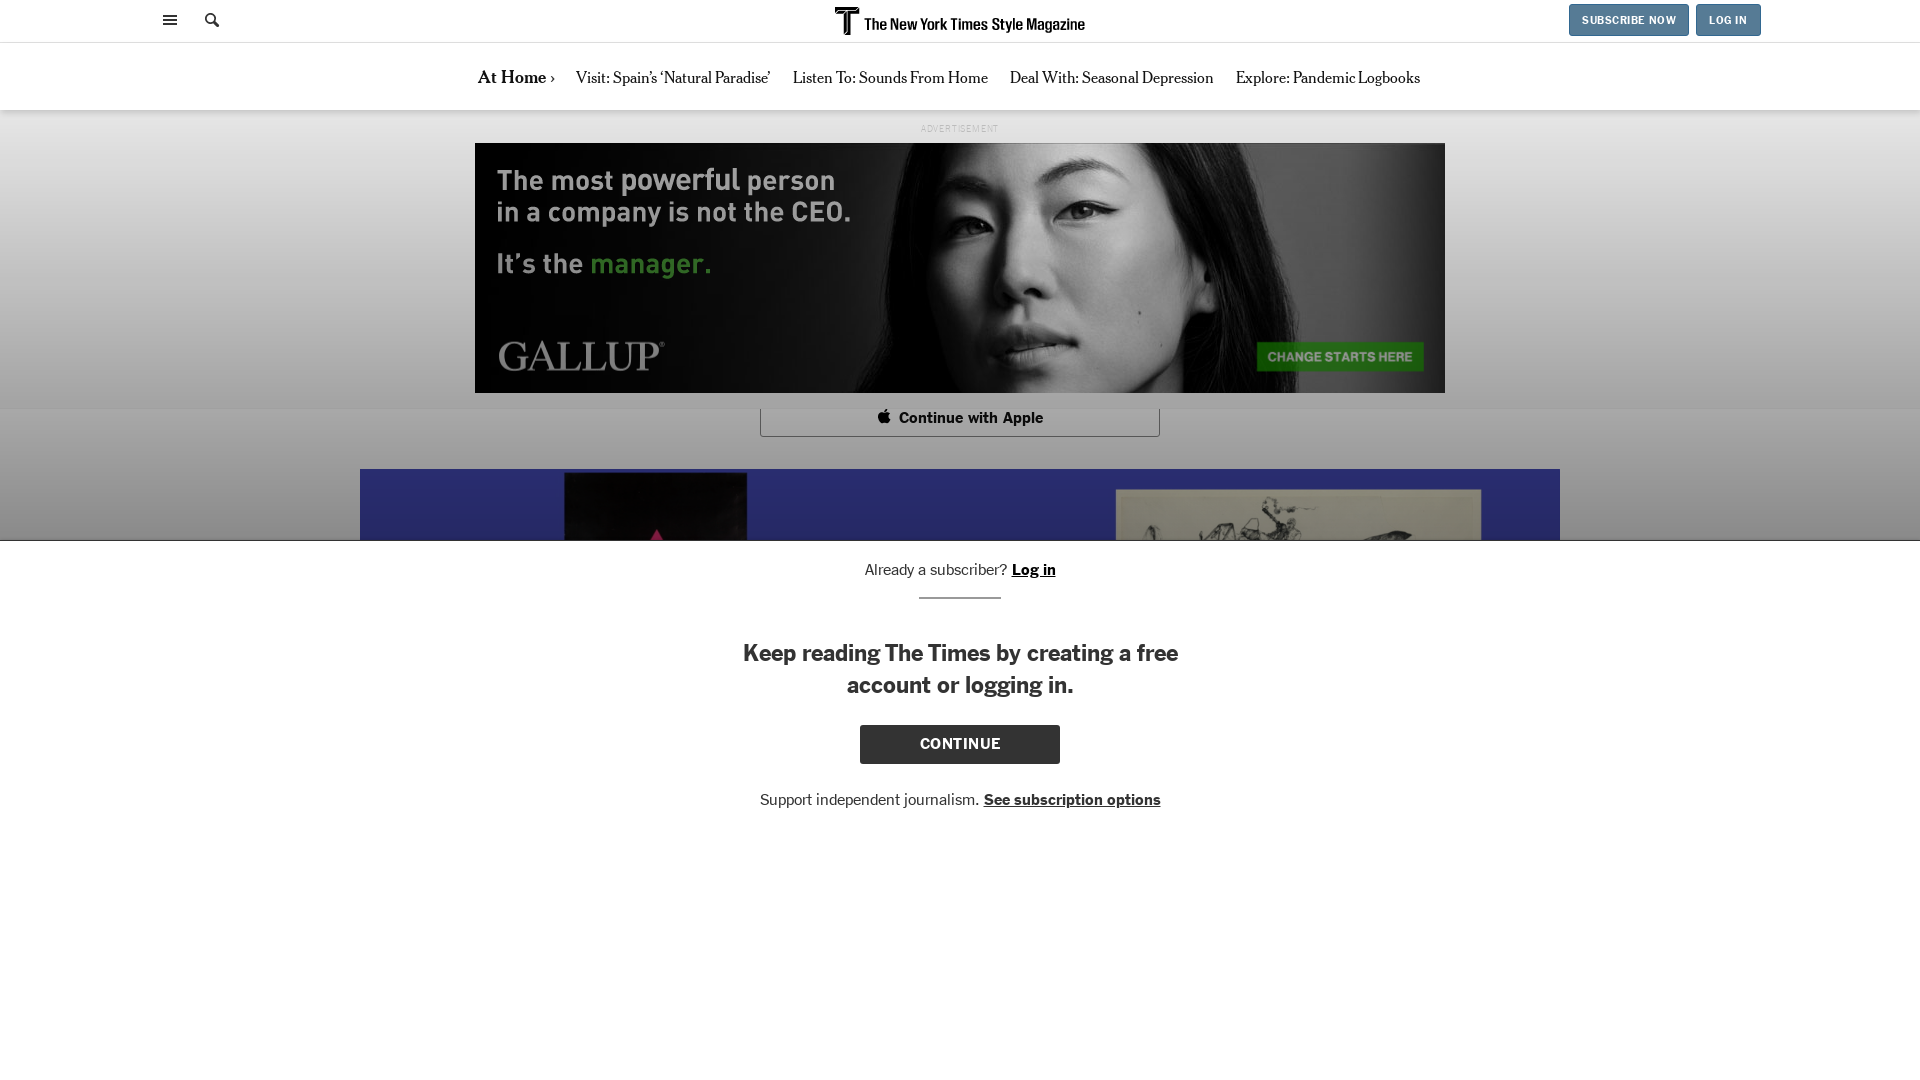 The New York Times Style Magazine
SUBSCRIBE NOW
LOG IN
At Home ›
Visit: Spain’s ‘Natural Paradise’
Listen To: Sounds From Home
Deal With: Seasonal Depression
Explore: Pandemic Logbooks
ADVERTISEMENT
The most powerful person
in a company is not the CEO.
It’s the manager.
GALLUP®
CHANGE STARTS HERE
Continue with Apple
Already a subscriber? Log in
Keep reading The Times by creating a free
account or logging in.
CONTINUE
Support independent journalism. See subscription options